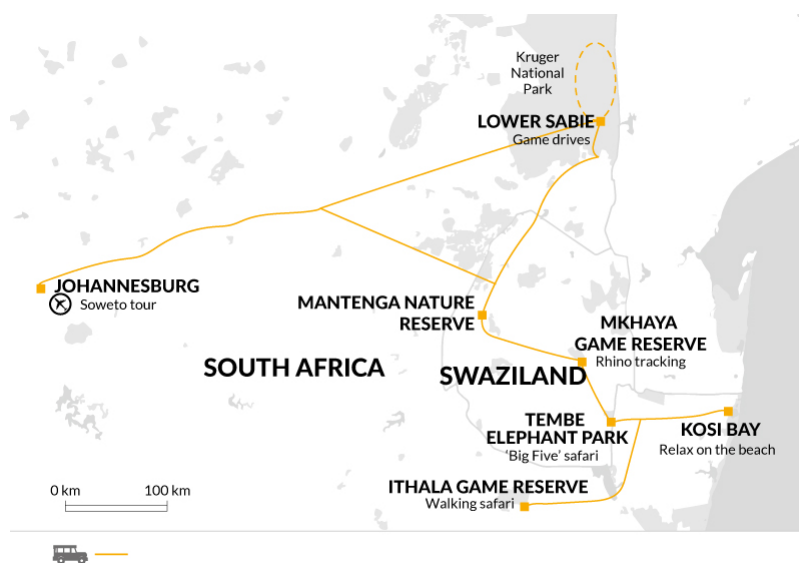 Kruger
National
Park
LOWER SABIE
Game drives
JOHANNESBURG
Soweto tour
MANTENGA NATURE
RESERVE
MKHAYA
GAME RESERVE
Rhino tracking
SOUTH AFRICA
SWAZILAND
TEMBE
ELEPHANT PARK
'Big Five' safari
KOSI BAY
Relax on the beach
ITHALA GAME RESERVE
Walking safari
0 km 100 km